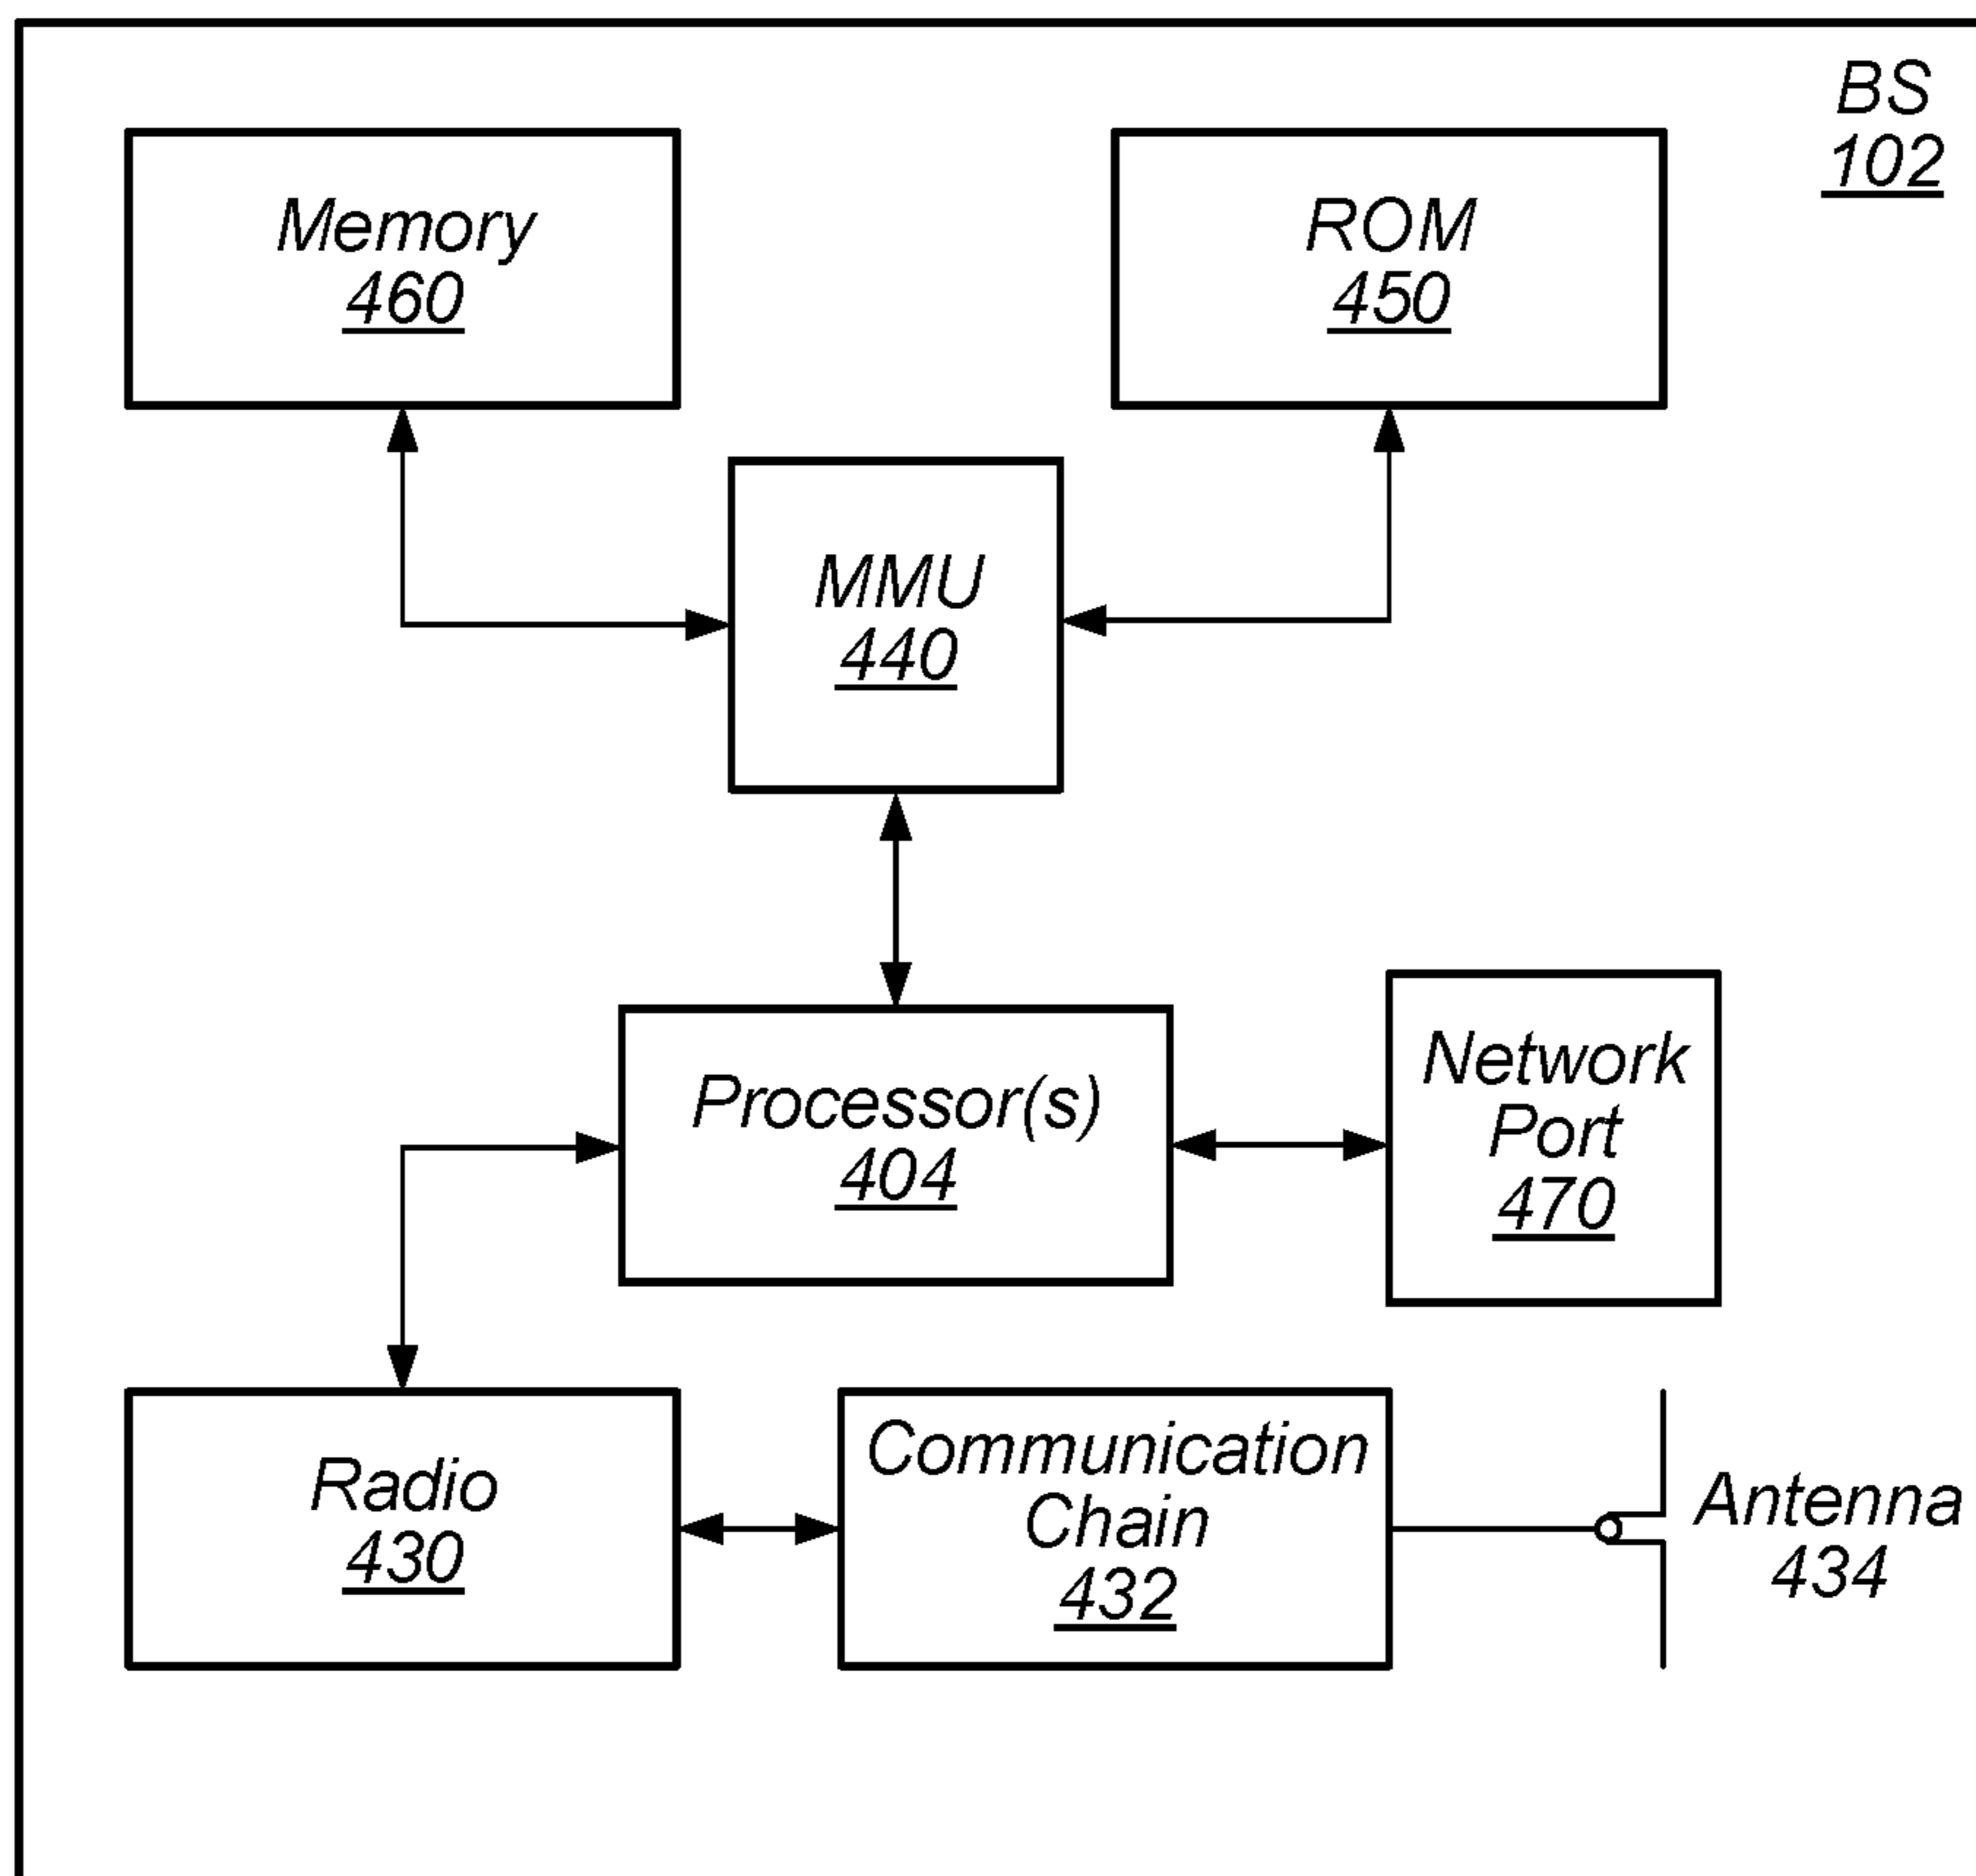 BS
102
Memory
460
ROM
450
MMU
440
Processor(s)
404
Network
Port
470
Radio
430
Communication
Chain
432
Antenna
434